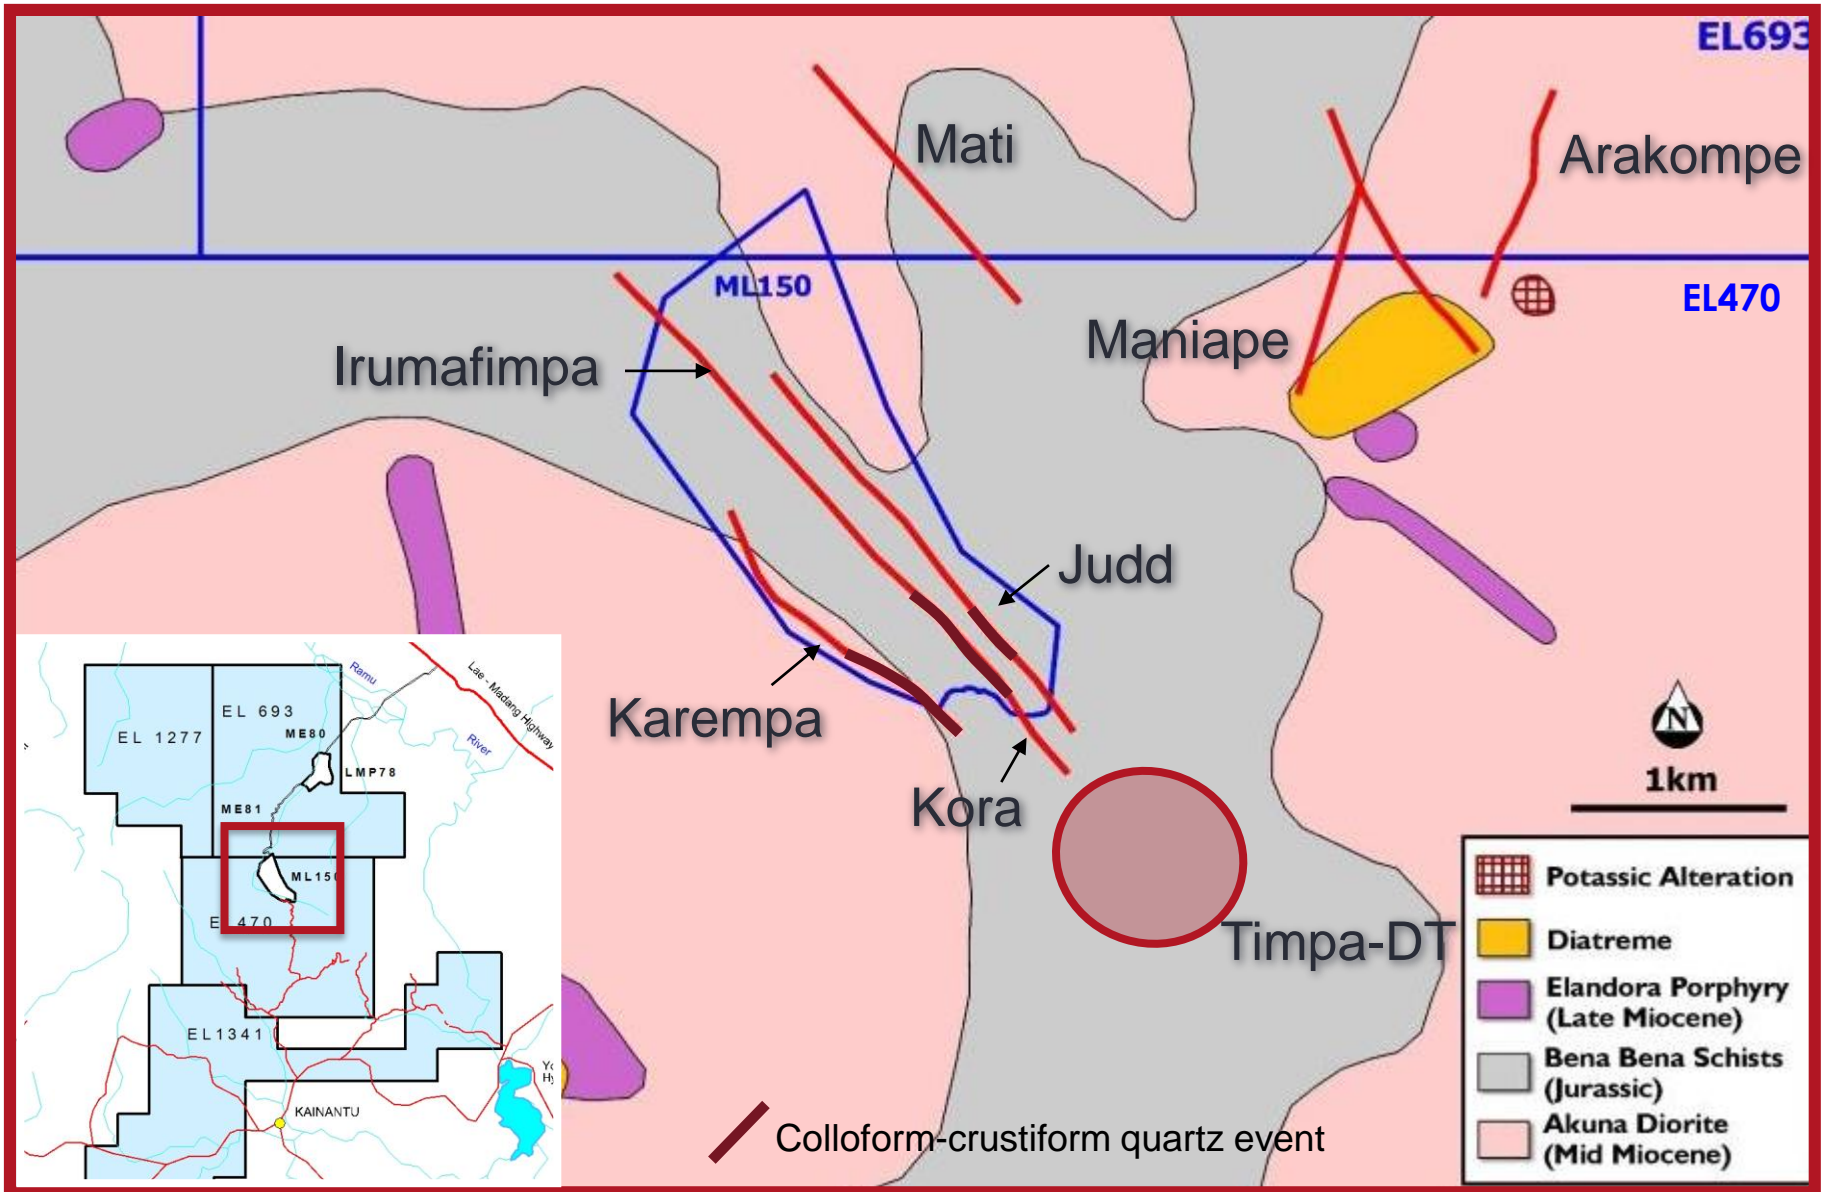 EL693
Mati
Arakompe
ML150
EL470
Maniape
Irumafimpa
Judd
Karempa
Kora
Timpa-DT
N
1km
Potassic Alteration
Diatreme
Elandora Porphyry
(Late Miocene)
Bena Bena Schists
(Jurassic)
Akuna Diorite
(Mid Miocene)
Colloform-crustiform quartz event
Ramu
Lae - Madang Highway
EL 693
EL 1277
ME80
River
LMP78
ME81
ML150
EL 470
EL1341
KAINANTU